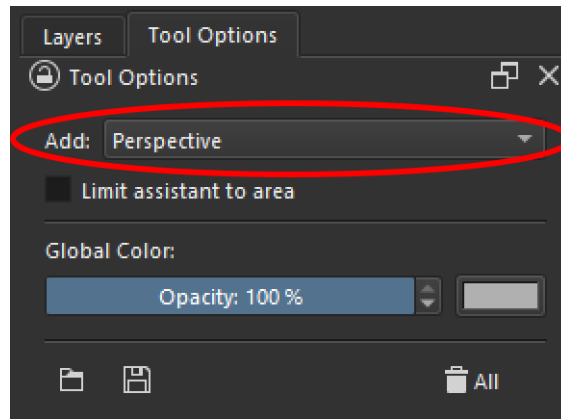 Layers Tool Options
Tool Options
Add: Perspective
Limit assistant to area
Global Color:
Opacity: 100 %
All